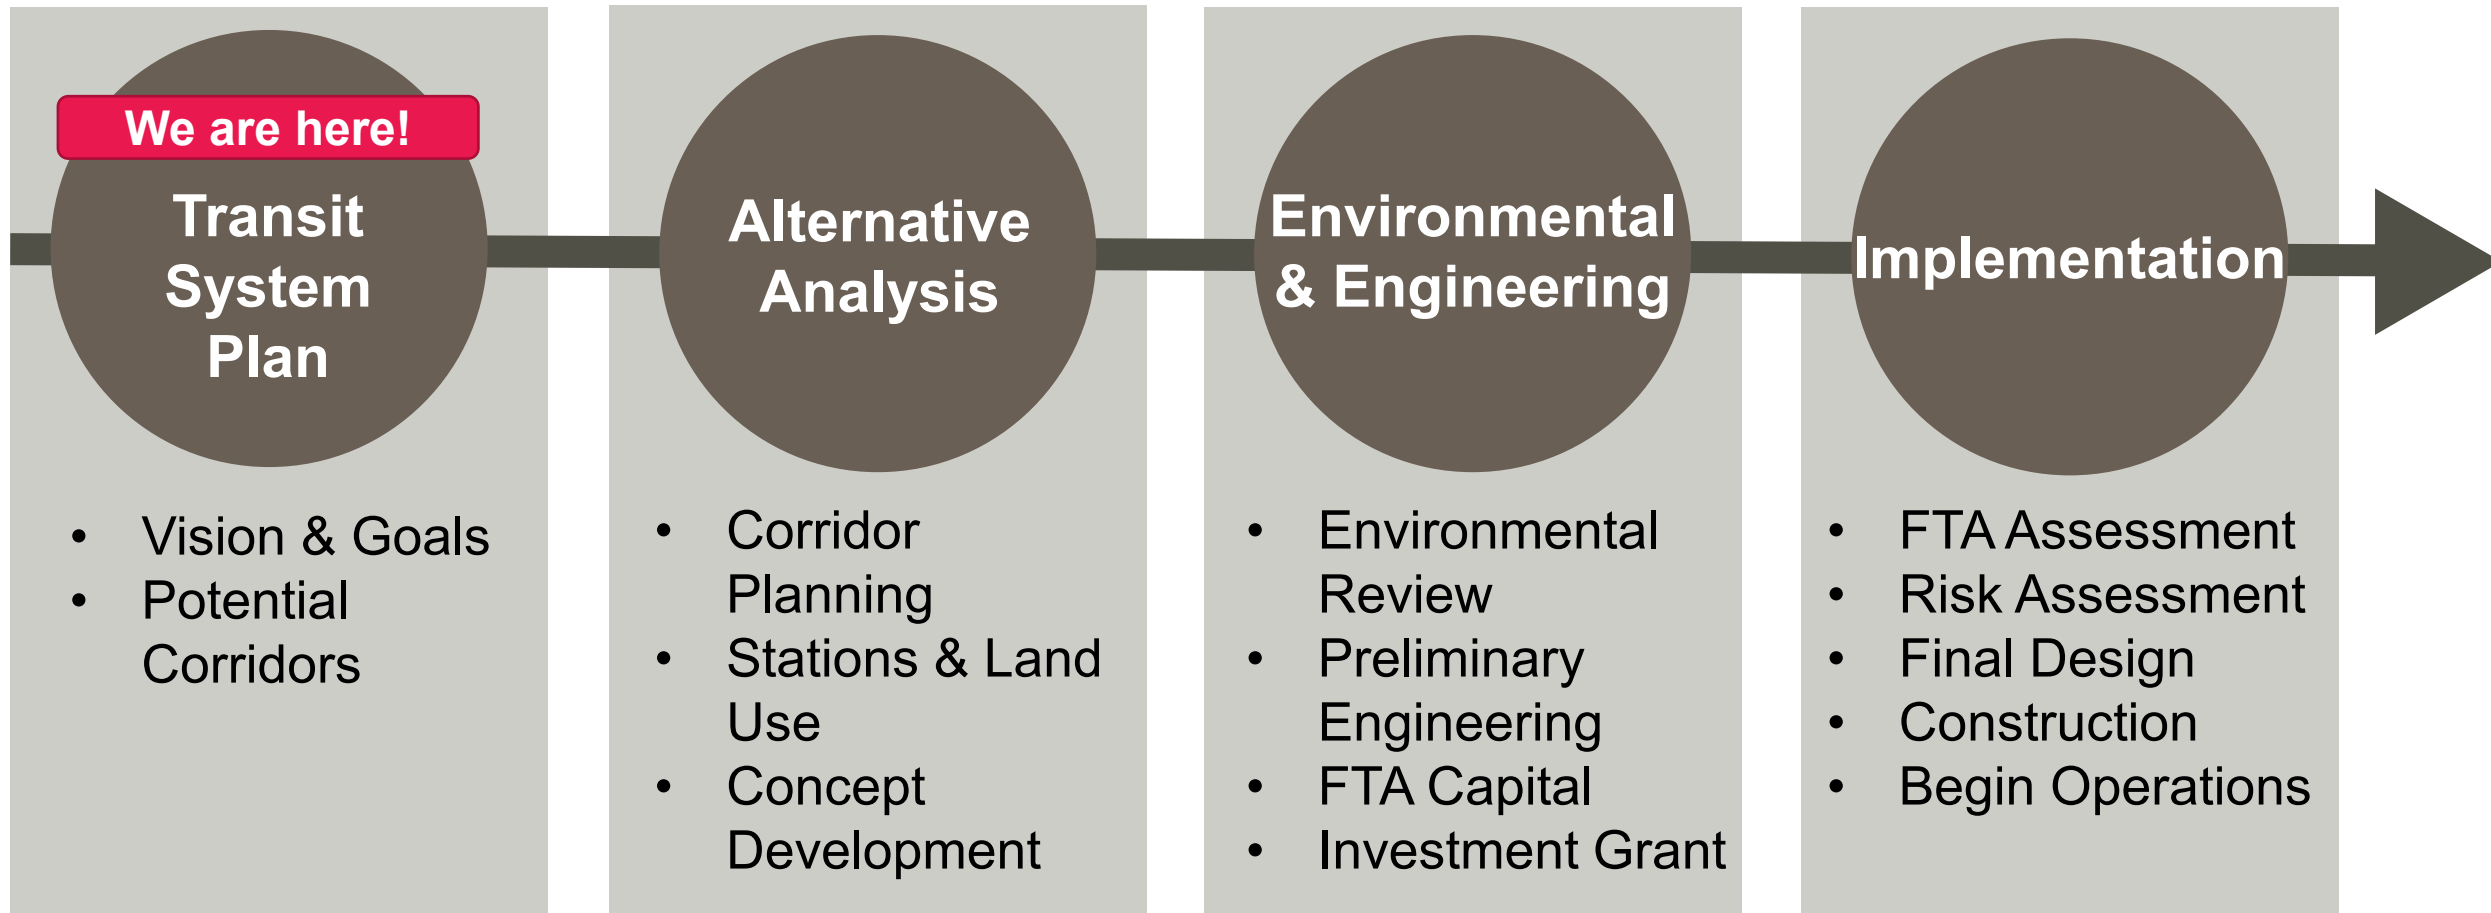 We are here!
Transit
System
Plan
• Vision & Goals
• Potential
Corridors
Alternative
Analysis
• Corridor
Planning
• Stations & Land
Use
• Concept
Development
Environmental
& Engineering
• Environmental
Review
• Preliminary
Engineering
• FTA Capital
• Investment Grant
Implementation
• FTA Assessment
• Risk Assessment
• Final Design
• Construction
• Begin Operations